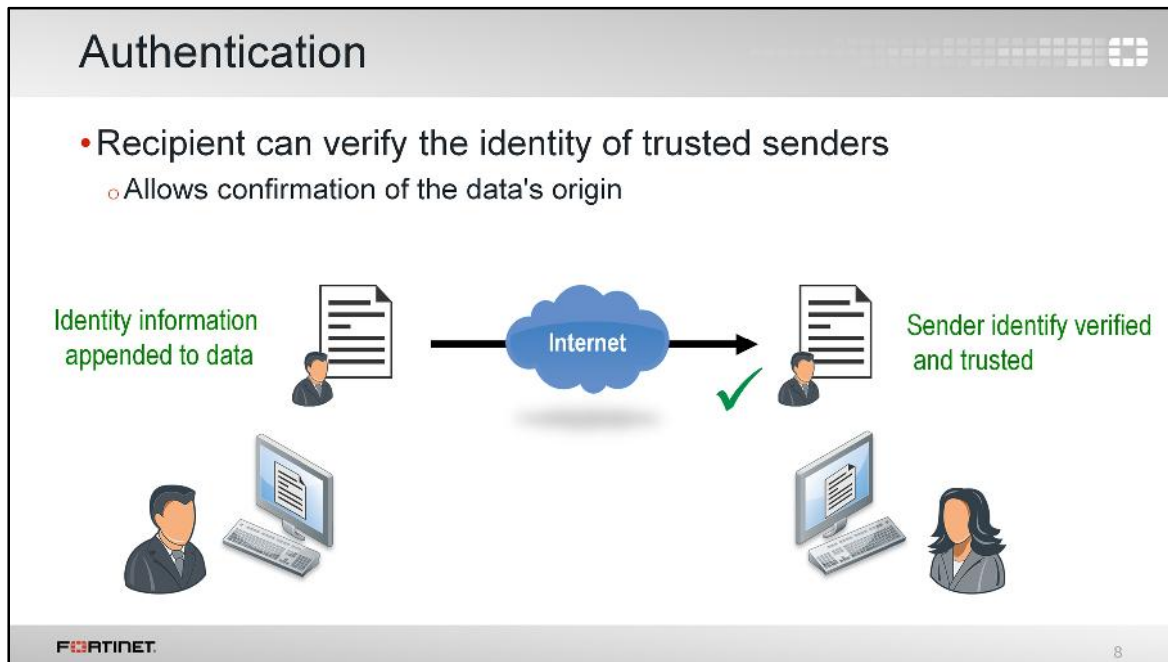 Authentication
•Recipient can verify the identity of trusted senders
○Allows confirmation of the data's origin
Identity information
appended to data
Internet
Sender identify verified
and trusted
FORTINET.
8